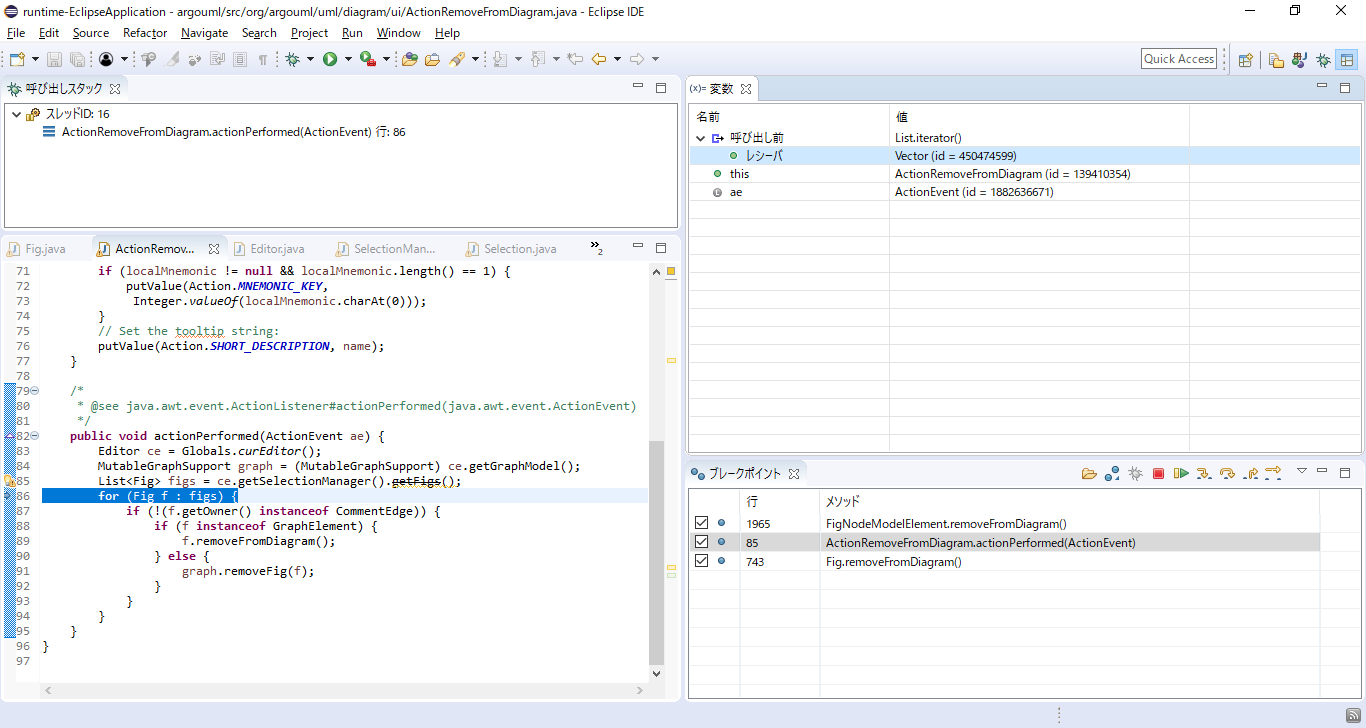 runtime-EclipseApplication - argouml/src/org/argouml/uml/diagram/ui/ActionRemoveFromDiagram.java - Eclipse IDE
File Edit Source Refactor Navigate Search Project Run Window Help
Quick Access
呼び出しスタック
スレッドID: 16
ActionRemoveFromDiagram.actionPerformed(ActionEvent) 行: 86
Fig.java ActionRemov... Editor.java SelectionMan... Selection.java »2
71 if (localMnemonic != null && localMnemonic.length() == 1) {
72 putValue(Action.MNEMONIC_KEY,
73 Integer.valueOf(localMnemonic.charAt(0)));
74 }
75 // Set the tooltip string:
76 putValue(Action.SHORT_DESCRIPTION, name);
77 }
78
79 /*
80 * @see java.awt.event.ActionListener#actionPerformed(java.awt.event.ActionEvent)
81 */
82 public void actionPerformed(ActionEvent ae) {
83 Editor ce = Globals.curEditor();
84 MutableGraphSupport graph = (MutableGraphSupport) ce.getGraphModel();
85 List<Fig> figs = ce.getSelectionManager().getFigs();
86 for (Fig f : figs) {
87 if (!(f.getOwner() instanceof CommentEdge)) {
88 if (f instanceof GraphElement) {
89 f.removeFromDiagram();
90 } else {
91 graph.removeFig(f);
92 }
93 }
94 }
95 }
96 }
97
(x)= 変数
名前 値
呼び出し前 List.iterator()
レシーバ Vector (id = 450474599)
this ActionRemoveFromDiagram (id = 139410354)
ae ActionEvent (id = 1882636671)
ブレークポイント
行 メソッド
1965 FigNodeModelElement.removeFromDiagram()
85 ActionRemoveFromDiagram.actionPerformed(ActionEvent)
743 Fig.removeFromDiagram()